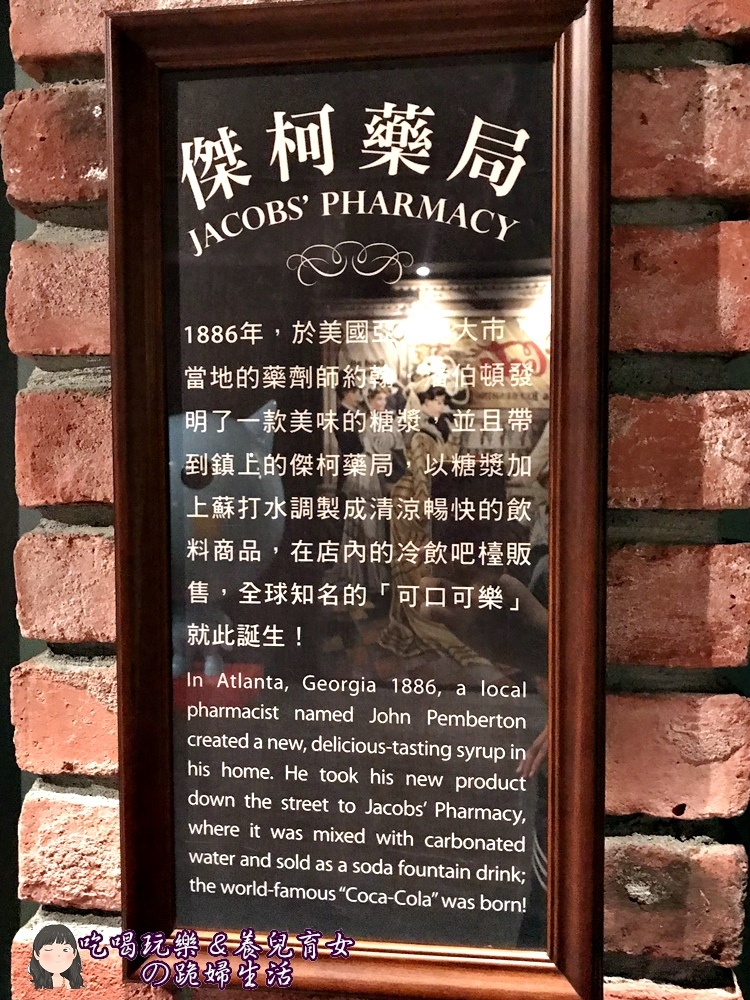 傑柯藥局
JACOBS' PHARMACY
1886年，於美國亞 大市
當地的藥劑師約翰 潘伯頓發
明了一款美味的糖漿，並且帶
到鎮上的傑柯藥局，以糖漿加
上蘇打水調製成清涼暢快的飲
料商品，在店內的冷飲吧檯販
售，全球知名的「可口可樂」
就此誕生！
In Atlanta, Georgia 1886, a local
pharmacist named John Pemberton
created a new, delicious-tasting syrup in
his home. He took his new product
down the street to Jacobs' Pharmacy,
where it was mixed with carbonated
water and sold as a soda fountain drink;
the world-famous “Coca-Cola” was born!
吃喝玩樂 & 養兒育女
の跪婦生活